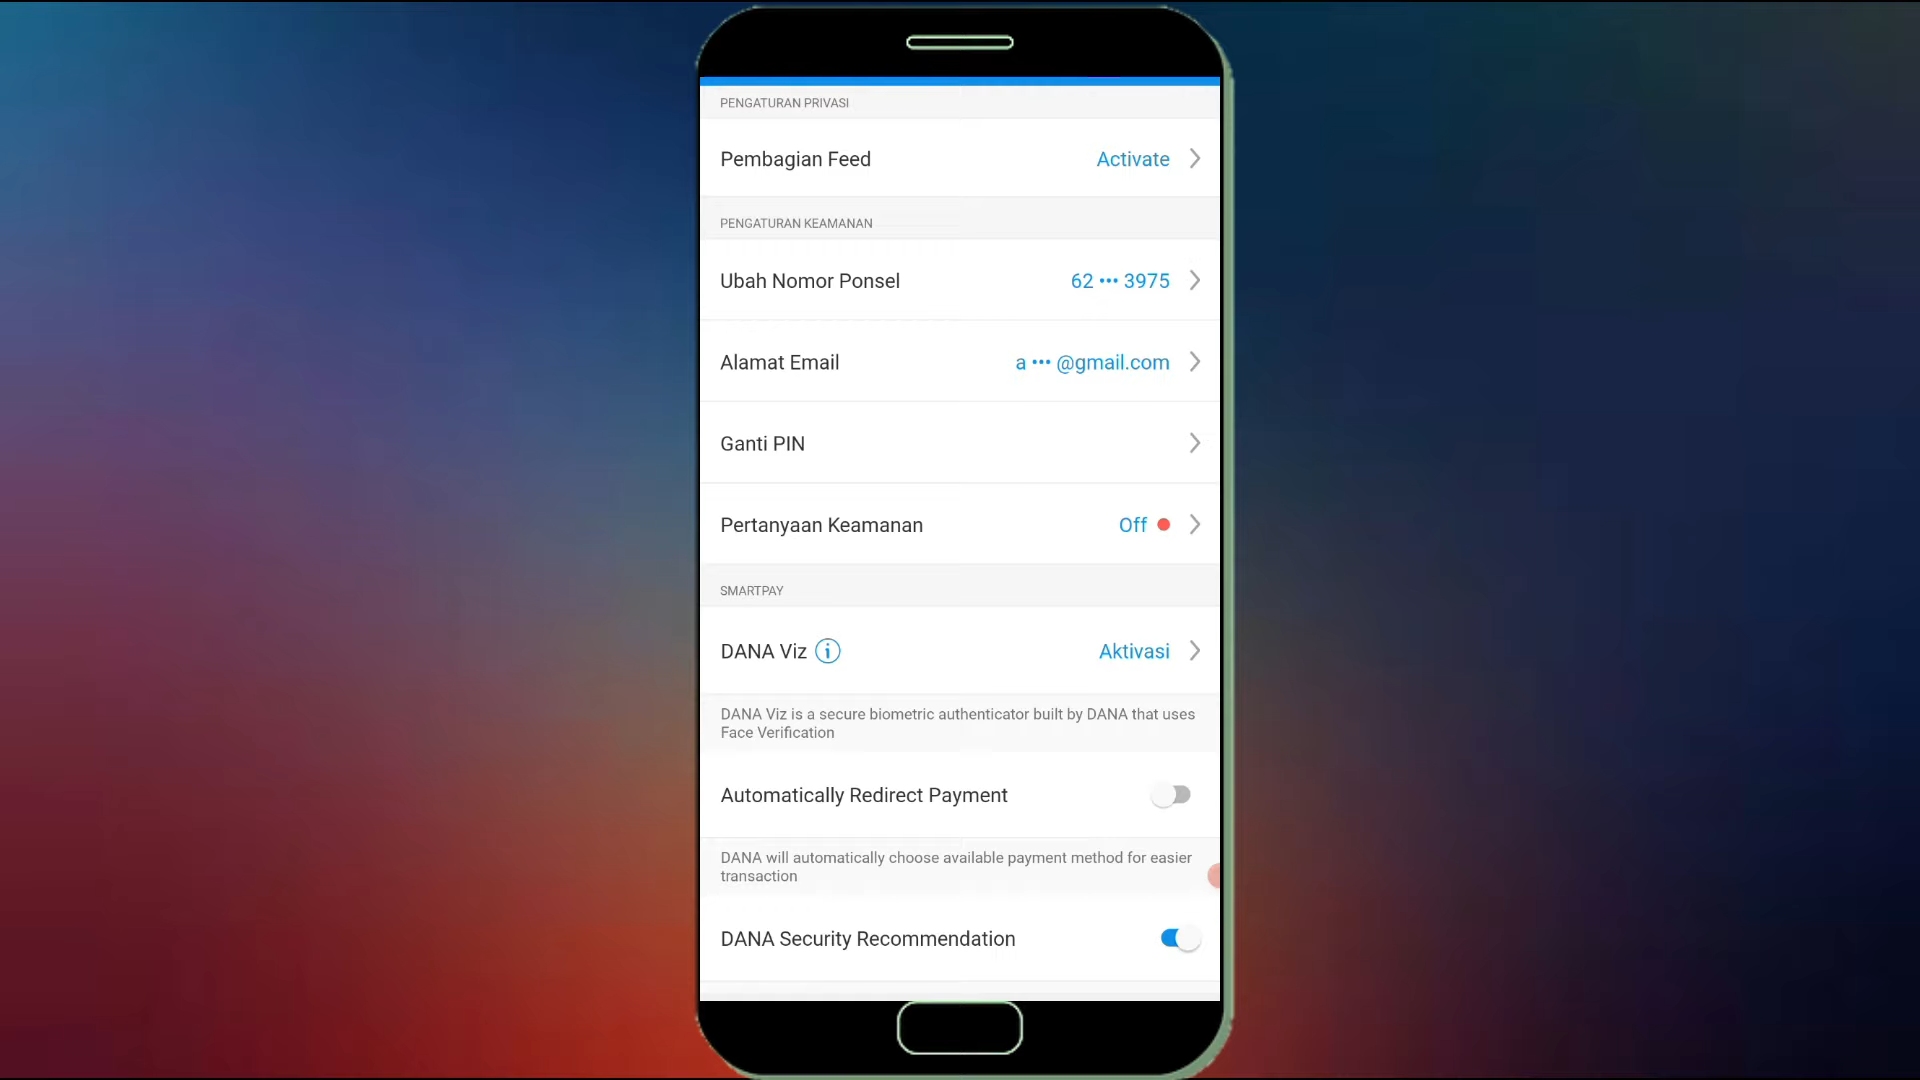 PENGATURAN PRIVASI
Pembagian Feed Activate
PENGATURAN KEAMANAN
Ubah Nomor Ponsel 62 ••• 3975
Alamat Email a ••• @gmail.com
Ganti PIN
Pertanyaan Keamanan Off
SMARTPAY
DANA Viz i Aktivasi
DANA Viz is a secure biometric authenticator built by DANA that uses
Face Verification
Automatically Redirect Payment
DANA will automatically choose available payment method for easier
transaction
DANA Security Recommendation